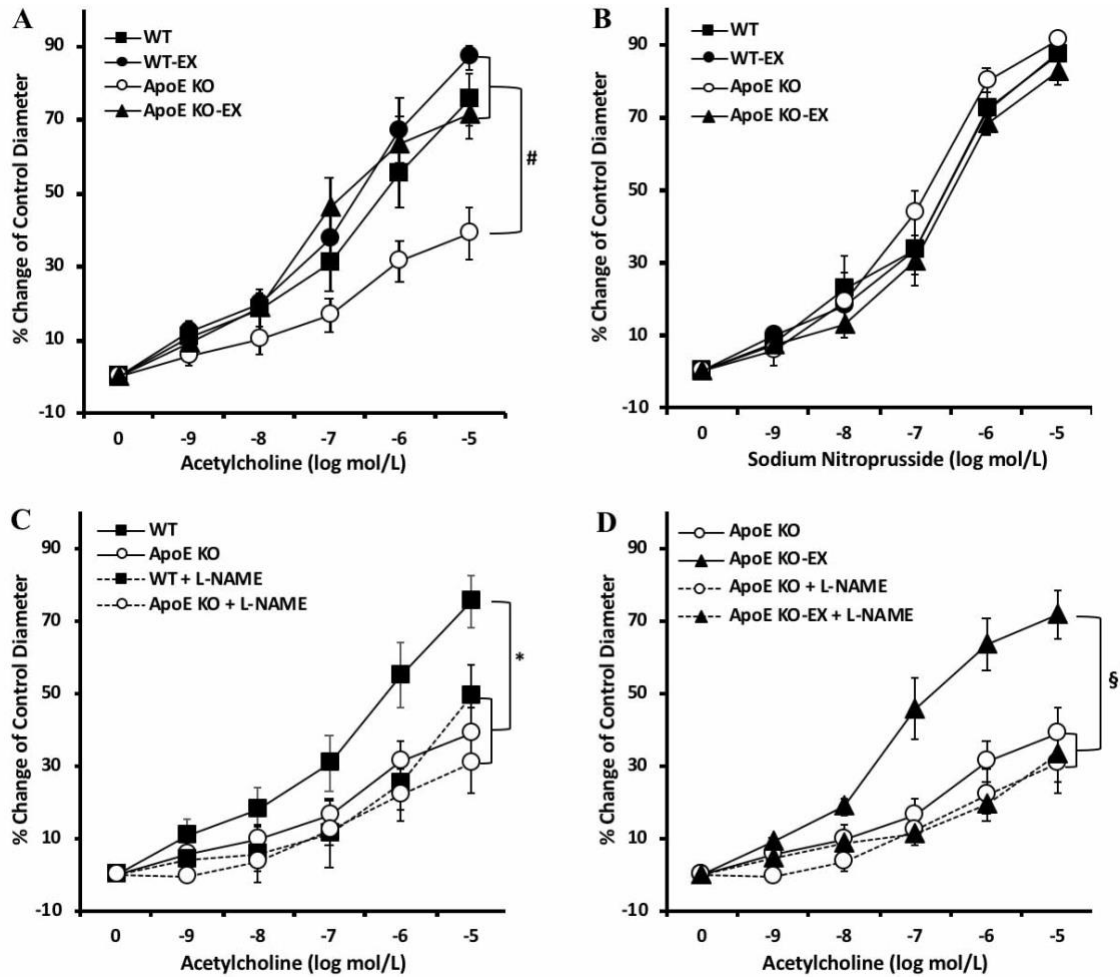 A
WT
WT-EX
ApoE KO
ApoE KO-EX
% Change of Control Diameter
90
70
50
30
10
-10
#
0 -9 -8 -7 -6 -5
Acetylcholine (log mol/L)
B
WT
WT-EX
ApoE KO
ApoE KO-EX
% Change of Control Diameter
90
70
50
30
10
-10
0 -9 -8 -7 -6 -5
Sodium Nitroprusside (log mol/L)
C
WT
ApoE KO
WT + L-NAME
ApoE KO + L-NAME
% Change of Control Diameter
90
70
50
30
10
-10
*
0 -9 -8 -7 -6 -5
Acetylcholine (log mol/L)
D
ApoE KO
ApoE KO-EX
ApoE KO + L-NAME
ApoE KO-EX + L-NAME
% Change of Control Diameter
90
70
50
30
10
-10
§
0 -9 -8 -7 -6 -5
Acetylcholine (log mol/L)